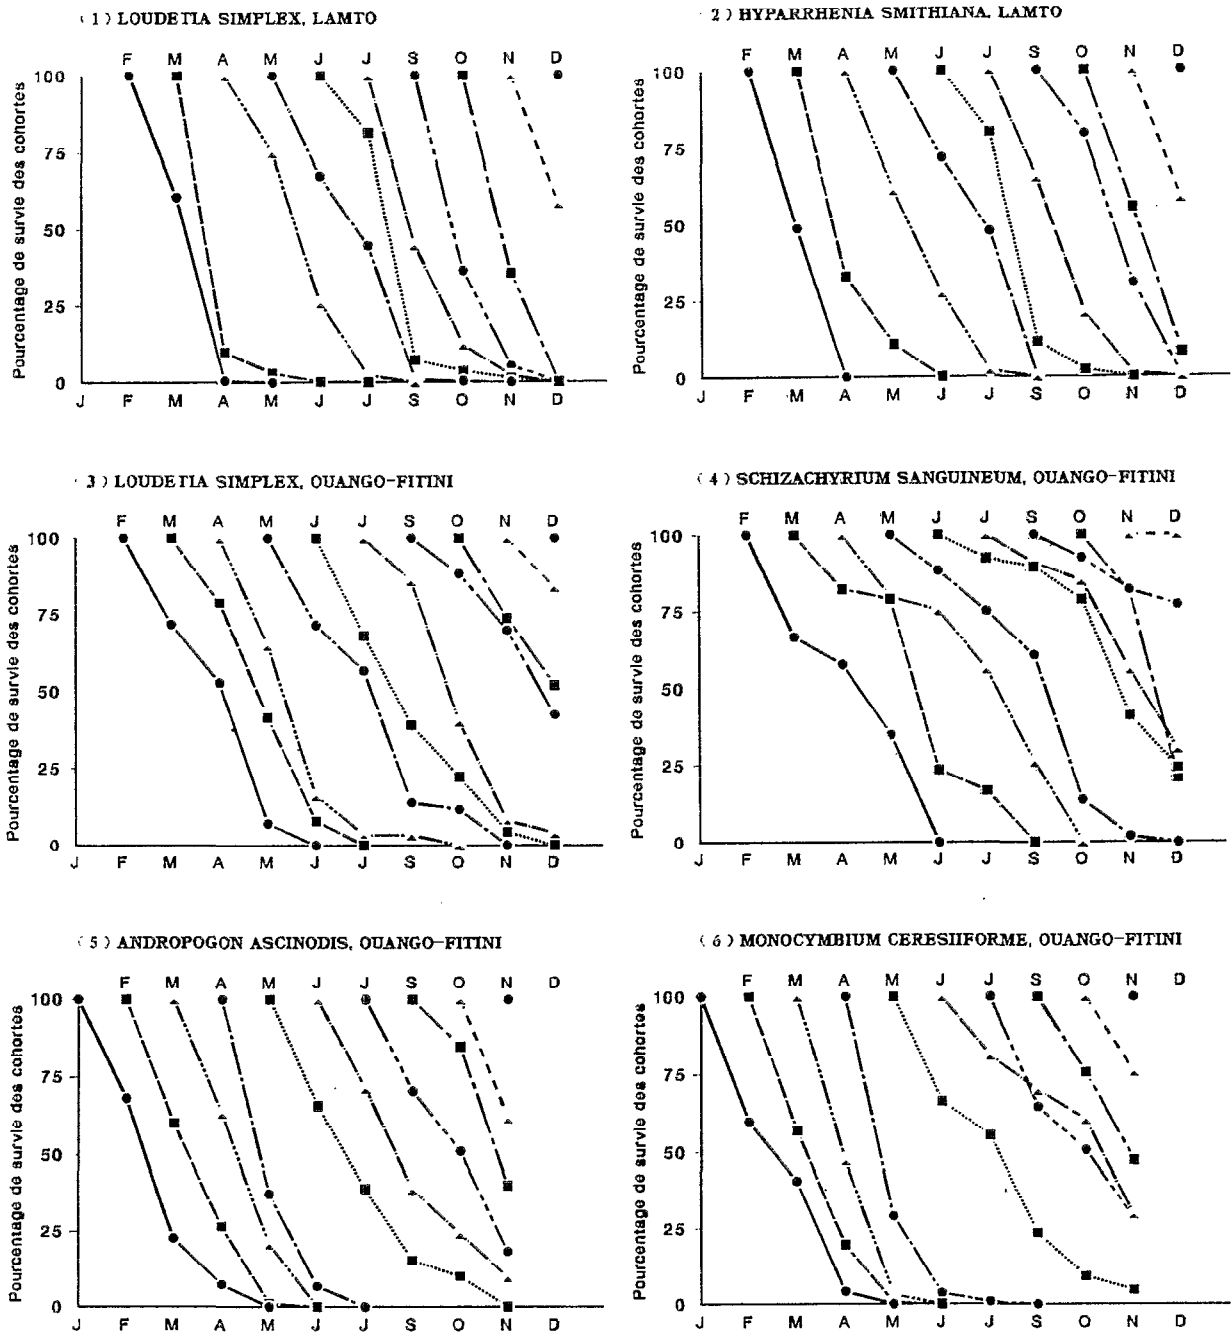 ( 1 ) LOUDETIA SIMPLEX, LAMTO
F M A M J J S O N D
Pourcentage de survie des cohortes
100
75
50
25
0
J F M A M J J S O N D
2 ) HYPARRHENIA SMITHIANA, LAMTO
F M A M J J S O N D
Pourcentage de survie des cohortes
100
75
50
25
0
J F M A M J J S O N D
3 ) LOUDETIA SIMPLEX, OUANGO-FITINI
F M A M J J S O N D
Pourcentage de survie des cohortes
100
75
50
25
0
J F M A M J J S O N D
( 4 ) SCHIZACHYRIUM SANGUINEUM, OUANGO-FITINI
F M A M J J S O N D
Pourcentage de survie des cohortes
100
75
50
25
0
J F M A M J J S O N D
( 5 ) ANDROPOGON ASCINODIS, OUANGO-FITINI
F M A M J J S O N D
Pourcentage de survie des cohortes
100
75
50
25
0
J F M A M J J S O N D
( 6 ) MONOCYMBIUM CERESIIFORME, OUANGO-FITINI
F M A M J J S O N D
Pourcentage de survie des cohortes
100
75
50
25
0
J F M A M J J S O N D